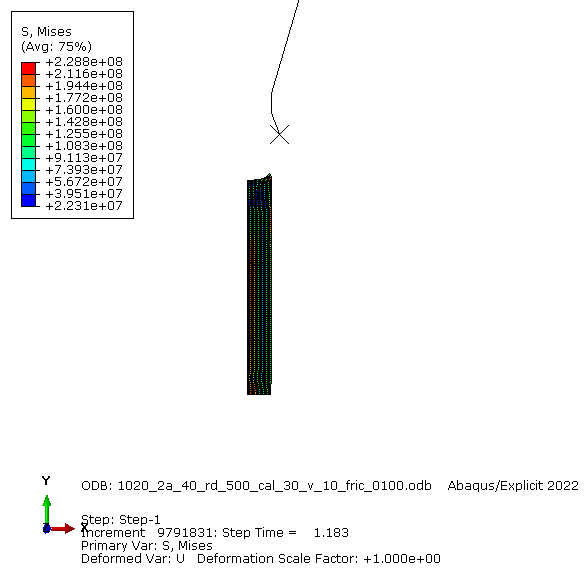 S, Mises
(Avg: 75%)
+2.288e+08
+2.116e+08
+1.944e+08
+1.772e+08
+1.600e+08
+1.428e+08
+1.255e+08
+1.083e+08
+9.113e+07
+7.393e+07
+5.672e+07
+3.951e+07
+2.231e+07
Y
ODB: 1020_2a_40_rd_500_cal_30_v_10_fric_0100.odb Abaqus/Explicit 2022
Z X
Step: Step-1
Increment 9791831: Step Time = 1.183
Primary Var: S, Mises
Deformed Var: U Deformation Scale Factor: +1.000e+00